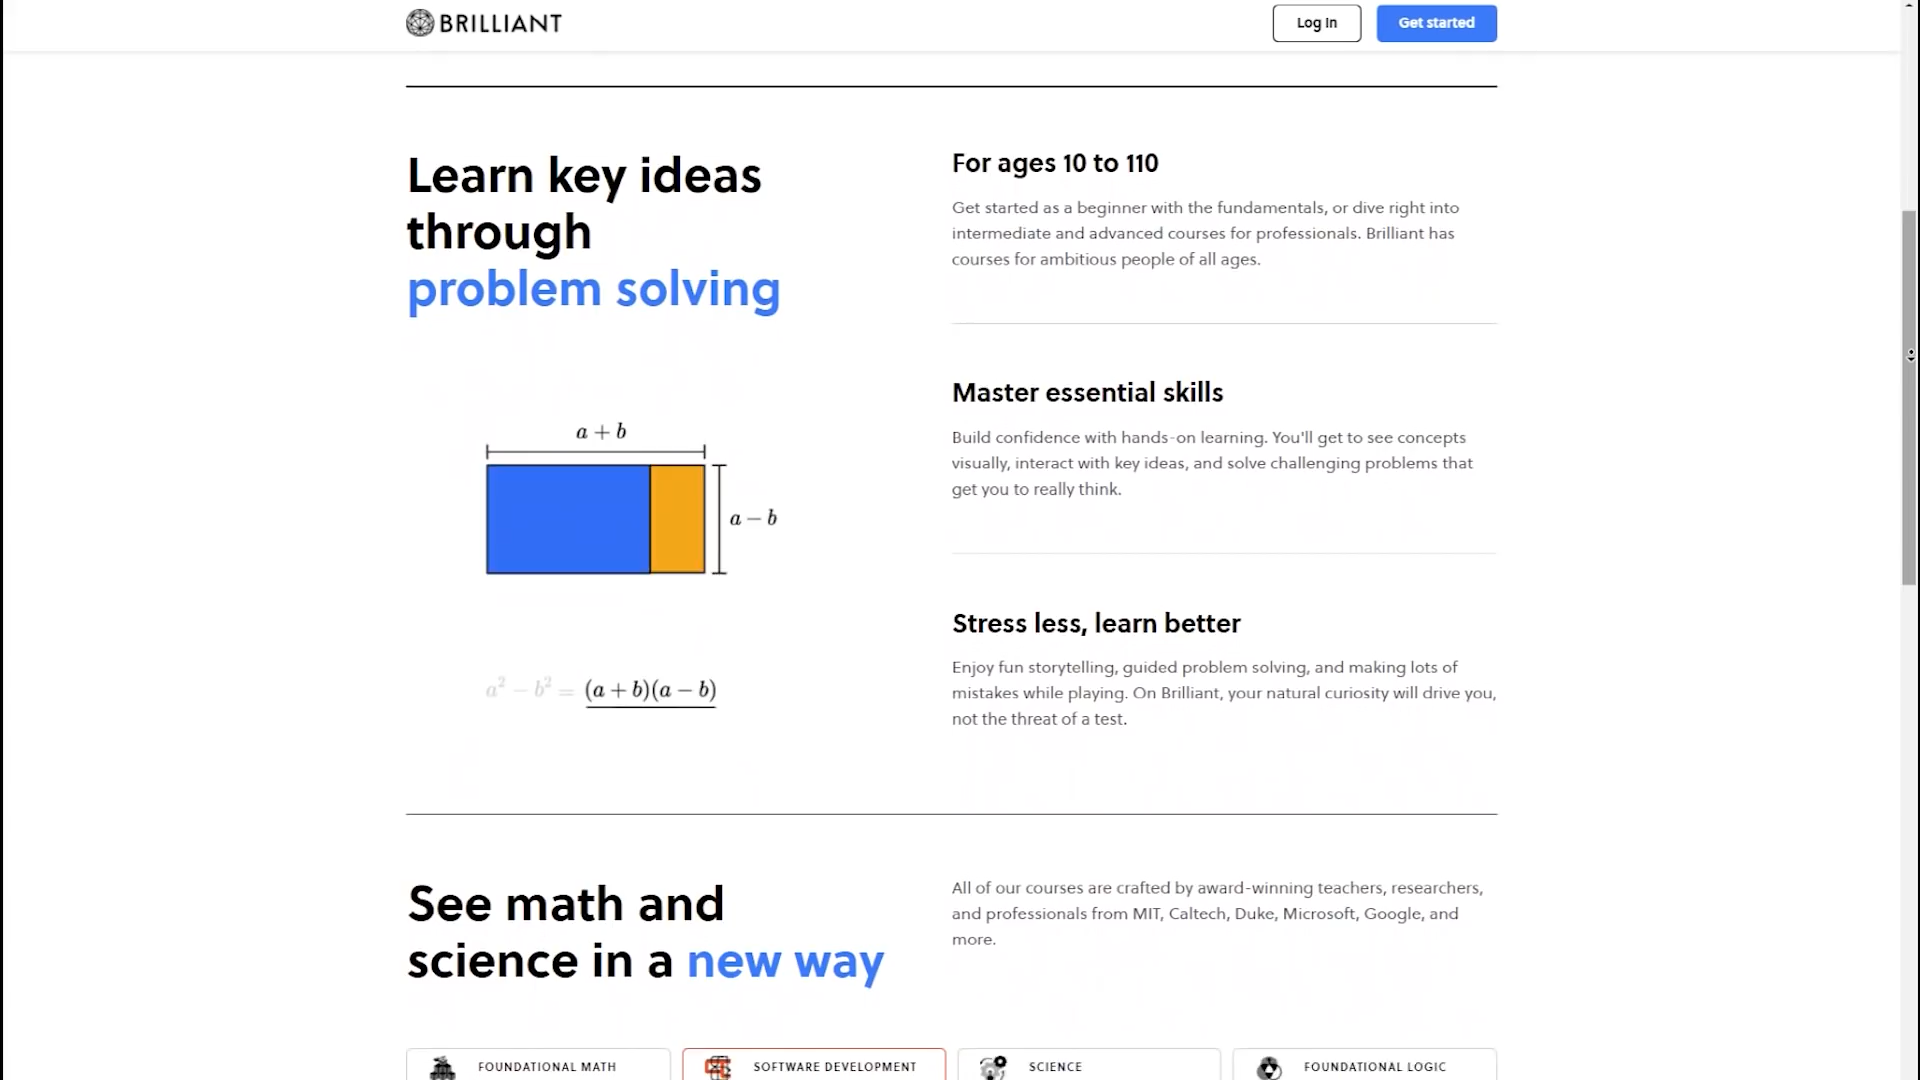 BRILLIANT
Log In
Get started
Learn key ideas
through
problem solving
a + b
a − b
a² − b² = (a + b)(a − b)
For ages 10 to 110
Get started as a beginner with the fundamentals, or dive right into
intermediate and advanced courses for professionals. Brilliant has
courses for ambitious people of all ages.
Master essential skills
Build confidence with hands-on learning. You'll get to see concepts
visually, interact with key ideas, and solve challenging problems that
get you to really think.
Stress less, learn better
Enjoy fun storytelling, guided problem solving, and making lots of
mistakes while playing. On Brilliant, your natural curiosity will drive you,
not the threat of a test.
See math and
science in a new way
All of our courses are crafted by award-winning teachers, researchers,
and professionals from MIT, Caltech, Duke, Microsoft, Google, and
more.
FOUNDATIONAL MATH
SOFTWARE DEVELOPMENT
SCIENCE
FOUNDATIONAL LOGIC